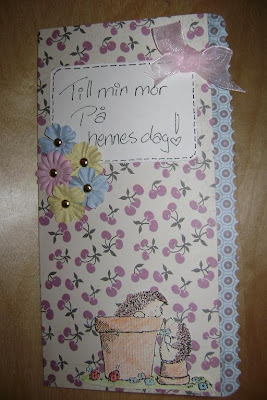 Till min mor
På
hennes dag!